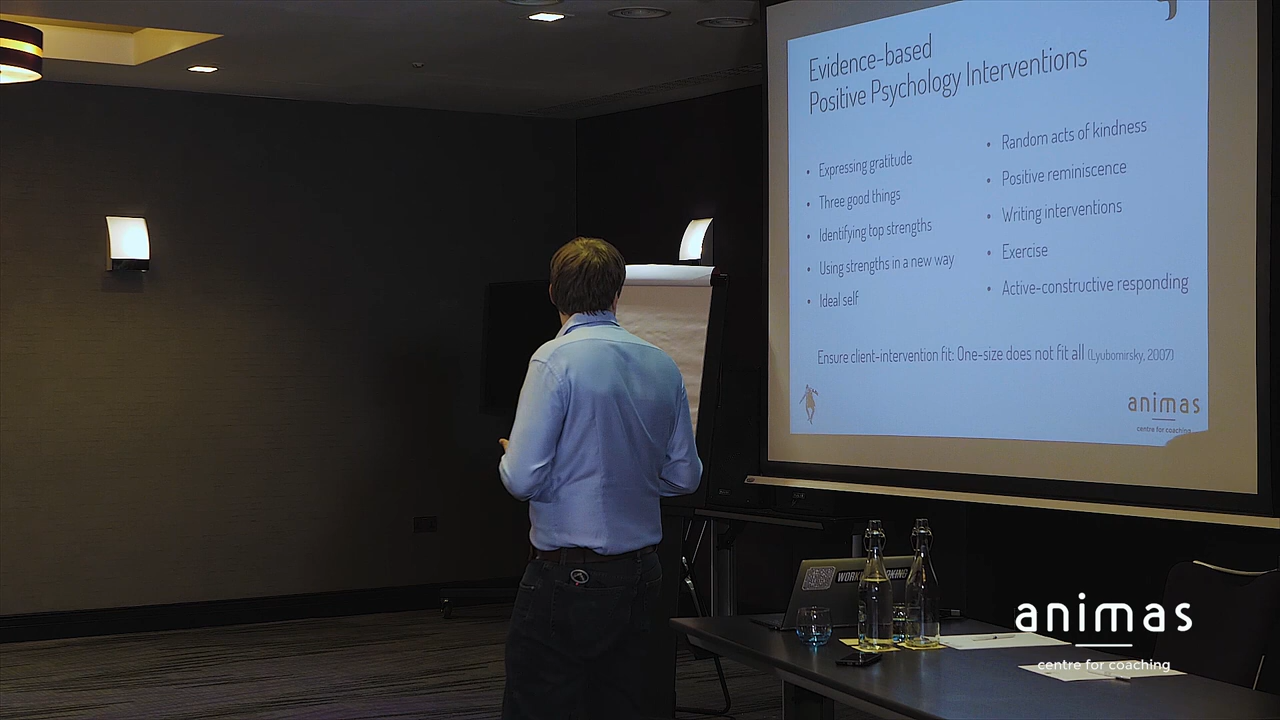 Evidence-based
Positive Psychology Interventions
• Expressing gratitude
• Three good things
• Identifying top strengths
• Using strengths in a new way
• Ideal self
• Random acts of kindness
• Positive reminiscence
• Writing interventions
• Exercise
• Active-constructive responding
Ensure client-intervention fit: One-size does not fit all (Lyubomirsky, 2007)
animas
centre for coaching
animas
centre for coaching